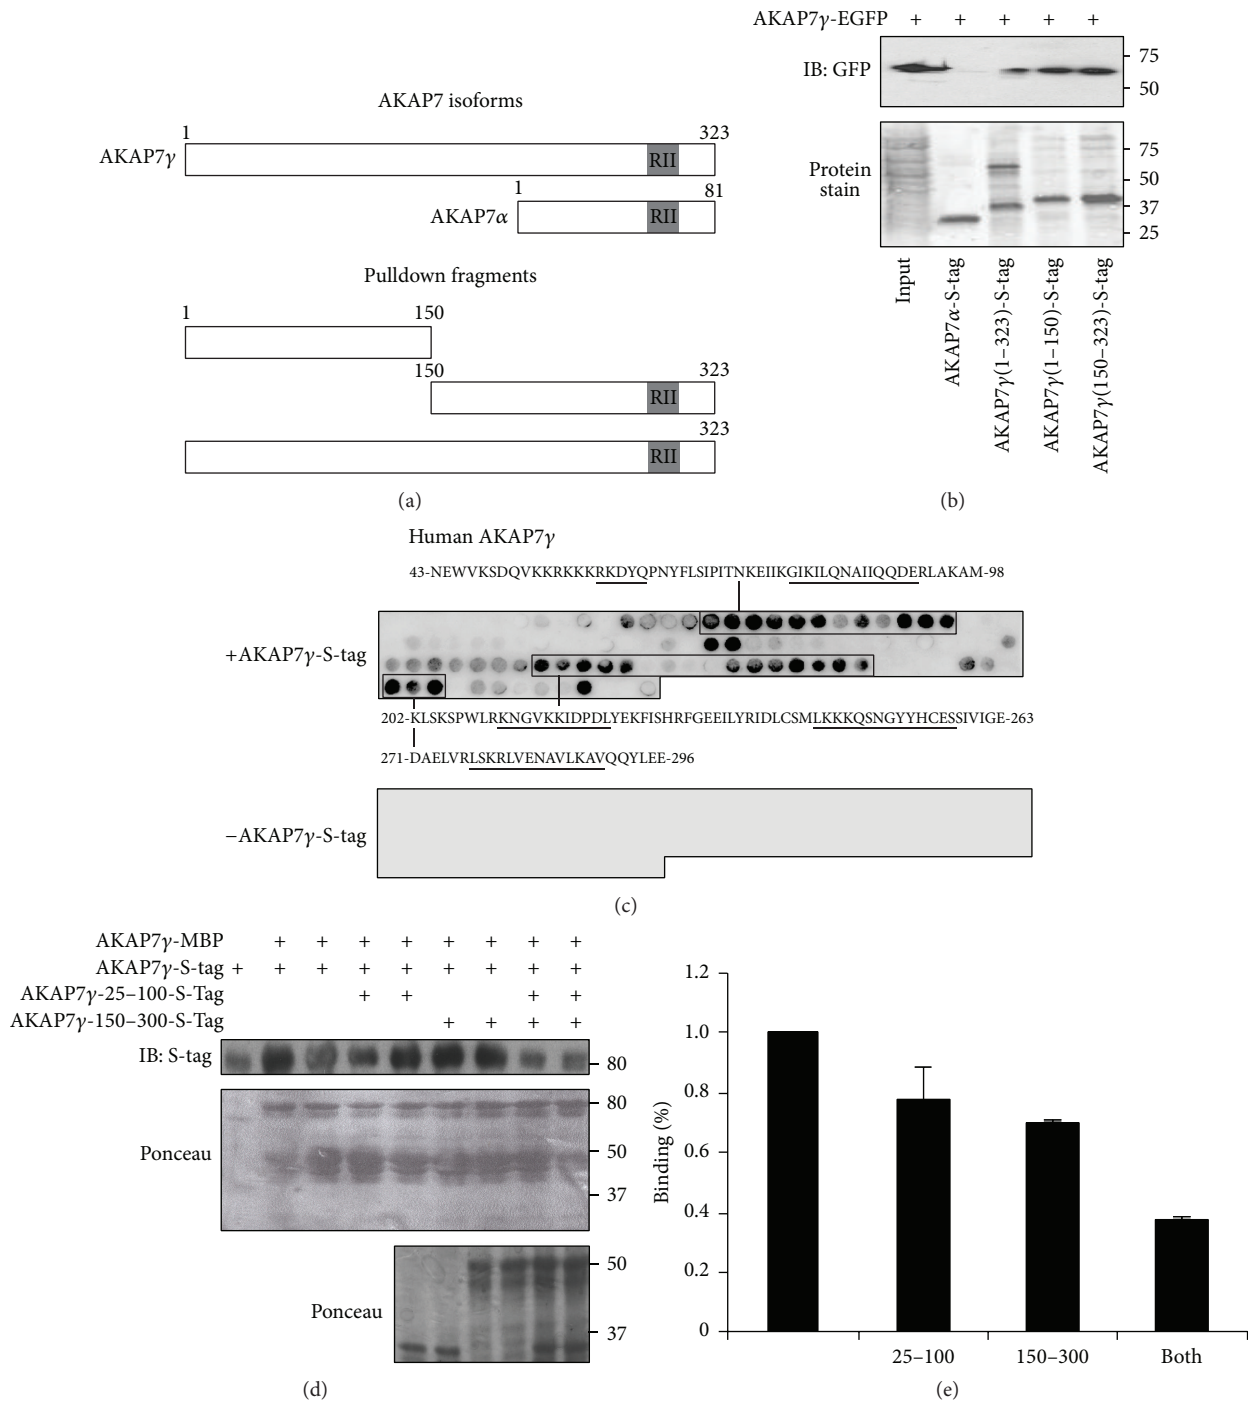 AKAP7 isoforms
1 323
AKAP7γ RII
1 81
AKAP7α RII
Pulldown fragments
1 150
150 323
RII
323
RII
(a)
AKAP7γ-EGFP + + + + +
IB: GFP
75
50
Protein
stain
75
50
37
25
Input
AKAP7α-S-tag
AKAP7γ(1–323)-S-tag
AKAP7γ(1–150)-S-tag
AKAP7γ(150–323)-S-tag
(b)
Human AKAP7γ
43-NEWVKSDQVKKRKKKRKDYQPNYFLSIPITNKEIIKGIKILQNAIIQQDERLAKAM-98
+AKAP7γ-S-tag
202-KLSKSPWLRKNGVKKIDPDLYEKFISHRFGEEILYRIDLCSMLKKKQSNGYYHCESSIVIGE-263
271-DAELVRLSKRLVENAVLKAVQQYLEE-296
−AKAP7γ-S-tag
(c)
AKAP7γ-MBP + + + + + + + +
AKAP7γ-S-tag + + + + + + + + +
AKAP7γ-25–100-S-Tag + + + +
AKAP7γ-150–300-S-Tag + + + +
IB: S-tag
80
Ponceau
80
50
37
Ponceau
50
37
(d)
Binding (%)
1.2
1.0
0.8
0.6
0.4
0.2
0
25–100 150–300 Both
(e)